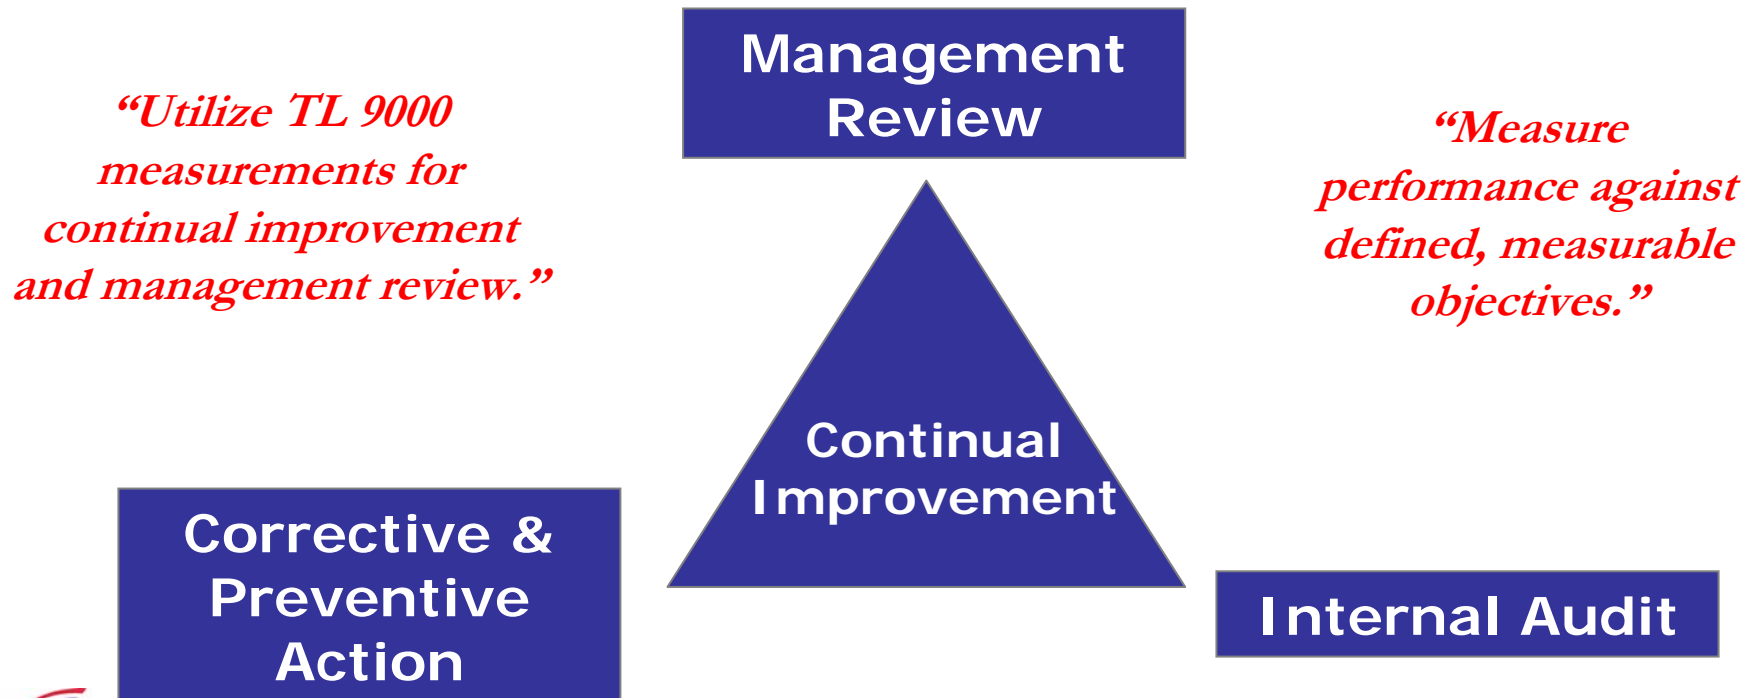 Management
Review
“Utilize TL 9000
measurements for
continual improvement
and management review.”
“Measure
performance against
defined, measurable
objectives.”
Continual
Improvement
Corrective &
Preventive
Action
Internal Audit